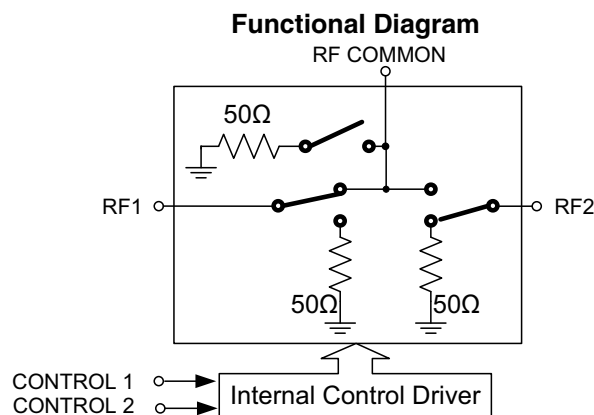 Functional Diagram
RF COMMON
50Ω
RF1
RF2
50Ω
50Ω
CONTROL 1
CONTROL 2
Internal Control Driver